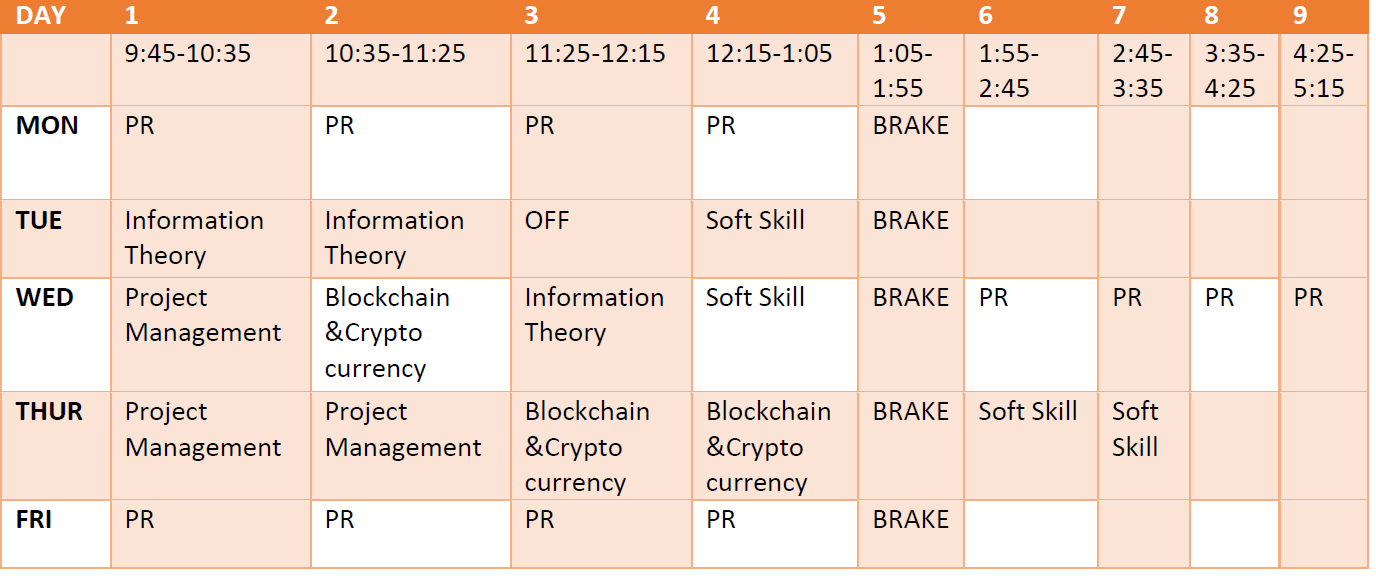 DAY 1 2 3 4 5 6 7 8 9
9:45-10:35 10:35-11:25 11:25-12:15 12:15-1:05 1:05- 1:55- 2:45- 3:35- 4:25-
1:55 2:45 3:35 4:25 5:15
MON PR PR PR PR BRAKE
TUE Information Information OFF Soft Skill BRAKE
Theory Theory
WED Project Blockchain Information Soft Skill BRAKE PR PR PR PR
Management &Crypto Theory
currency
THUR Project Project Blockchain Blockchain BRAKE Soft Skill Soft
Management Management &Crypto &Crypto Skill
currency currency
FRI PR PR PR PR BRAKE